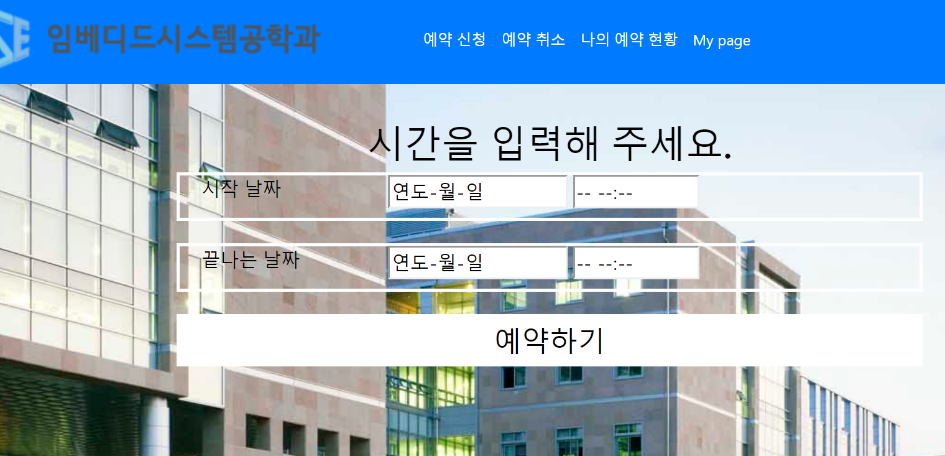 SE 임베디드시스템공학과
예약 신청 예약 취소 나의 예약 현황 My page
시간을 입력해 주세요.
시작 날짜 연도-월-일 -- --:--
끝나는 날짜 연도-월-일 -- --:--
예약하기